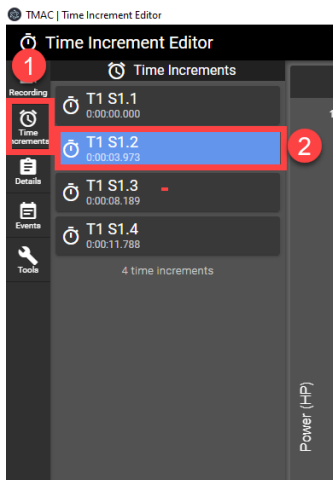 TMAC | Time Increment Editor
Time Increment Editor
1
Recording
Time Increments
Time
ncrements
T1 S1.1
0:00:00.000
T1 S1.2
0:00:03.973
2
T1 S1.3
0:00:08.189
Details
T1 S1.4
0:00:11.788
Events
4 time increments
Tools
Power (HP)